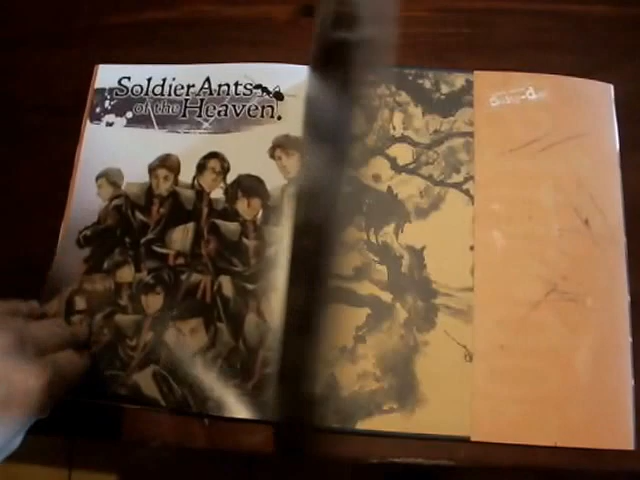 Soldier Ants
of the Heaven.